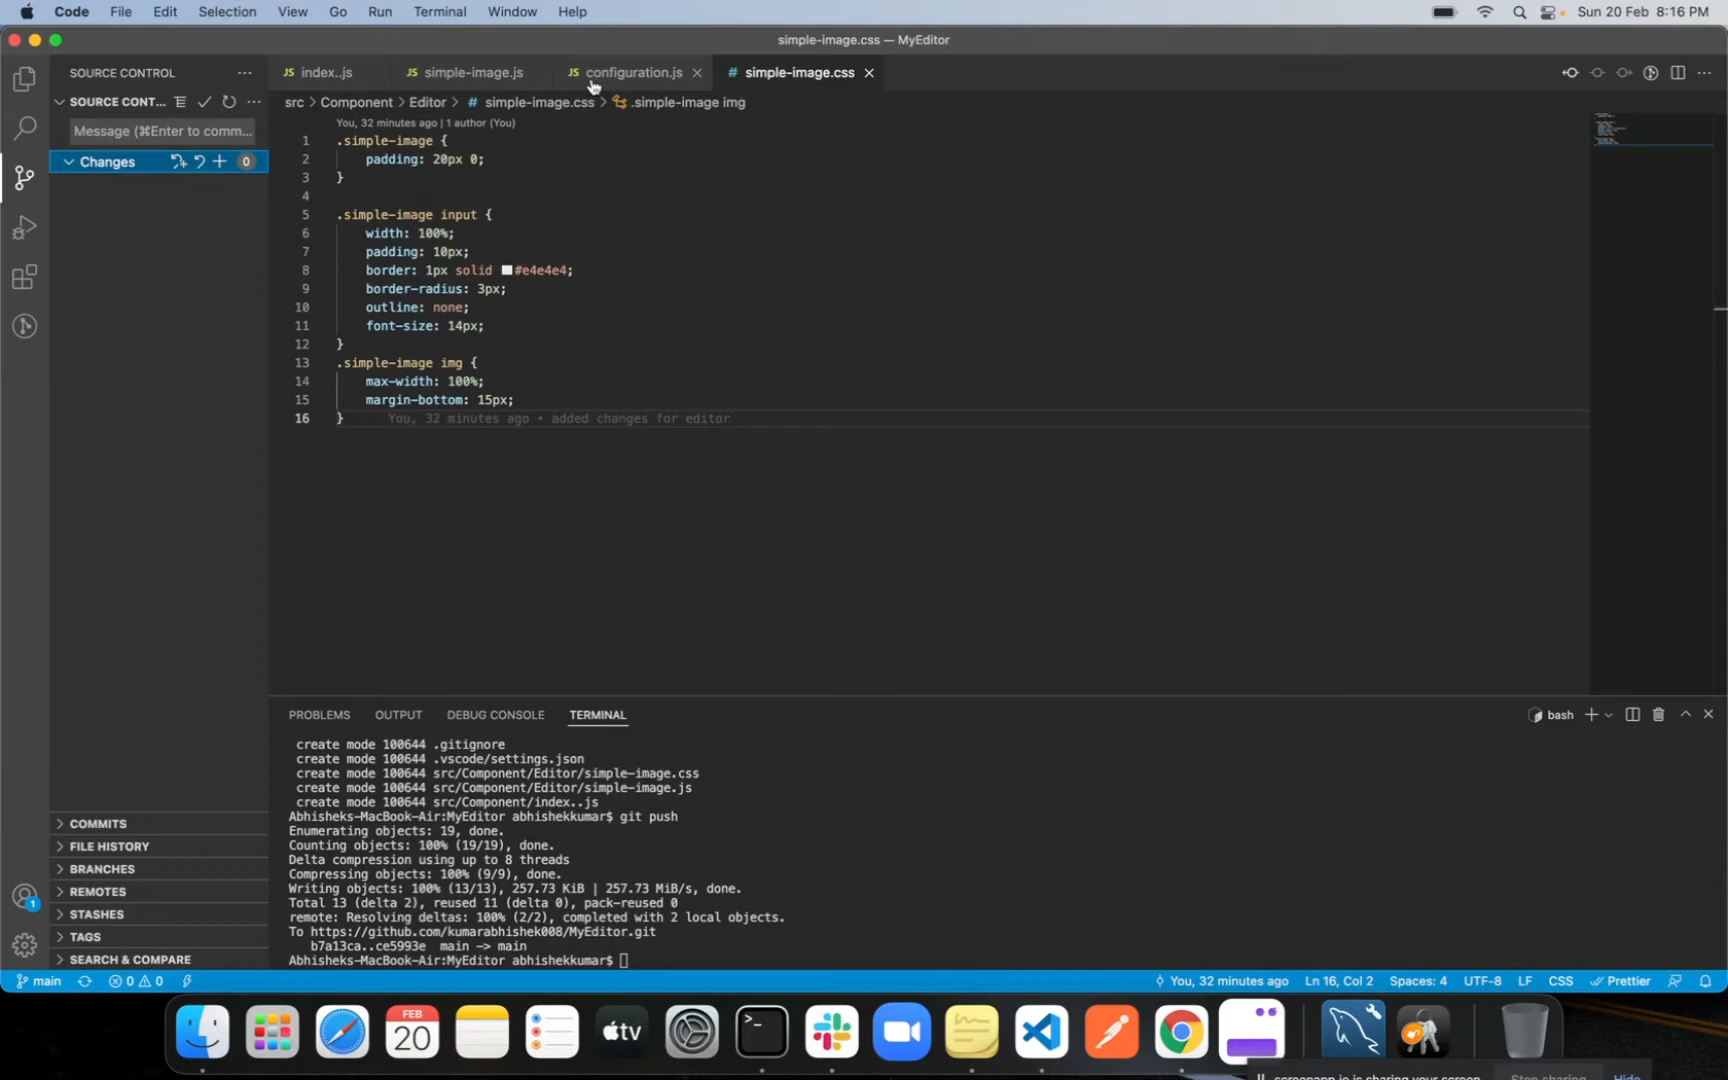 Code File Edit Selection View Go Run Terminal Window Help Sun 20 Feb 8:16 PM
simple-image.css — MyEditor
SOURCE CONTROL ...
JS index..js JS simple-image.js JS configuration.js # simple-image.css
SOURCE CONT... ...
src > Component > Editor > # simple-image.css > .simple-image img
Message (⌘Enter to comm...
Changes 0
You, 32 minutes ago | 1 author (You)
1 .simple-image {
2 padding: 20px 0;
3 }
4
5 .simple-image input {
6 width: 100%;
7 padding: 10px;
8 border: 1px solid #e4e4e4;
9 border-radius: 3px;
10 outline: none;
11 font-size: 14px;
12 }
13 .simple-image img {
14 max-width: 100%;
15 margin-bottom: 15px;
16 } You, 32 minutes ago • added changes for editor
PROBLEMS OUTPUT DEBUG CONSOLE TERMINAL bash
create mode 100644 .gitignore
create mode 100644 .vscode/settings.json
create mode 100644 src/Component/Editor/simple-image.css
create mode 100644 src/Component/Editor/simple-image.js
create mode 100644 src/Component/index..js
Abhisheks-MacBook-Air:MyEditor abhishekkumar$ git push
Enumerating objects: 19, done.
Counting objects: 100% (19/19), done.
Delta compression using up to 8 threads
Compressing objects: 100% (9/9), done.
Writing objects: 100% (13/13), 257.73 KiB | 257.73 MiB/s, done.
Total 13 (delta 2), reused 11 (delta 0), pack-reused 0
remote: Resolving deltas: 100% (2/2), completed with 2 local objects.
To https://github.com/kumarabhishek008/MyEditor.git
b7a13ca..ce5993e main -> main
Abhisheks-MacBook-Air:MyEditor abhishekkumar$
COMMITS
FILE HISTORY
BRANCHES
REMOTES
STASHES
TAGS
SEARCH & COMPARE
1
main 0 0 You, 32 minutes ago Ln 16, Col 2 Spaces: 4 UTF-8 LF CSS Prettier
FEB
20
tv
screenapp.io is sharing your screen. Stop sharing Hide